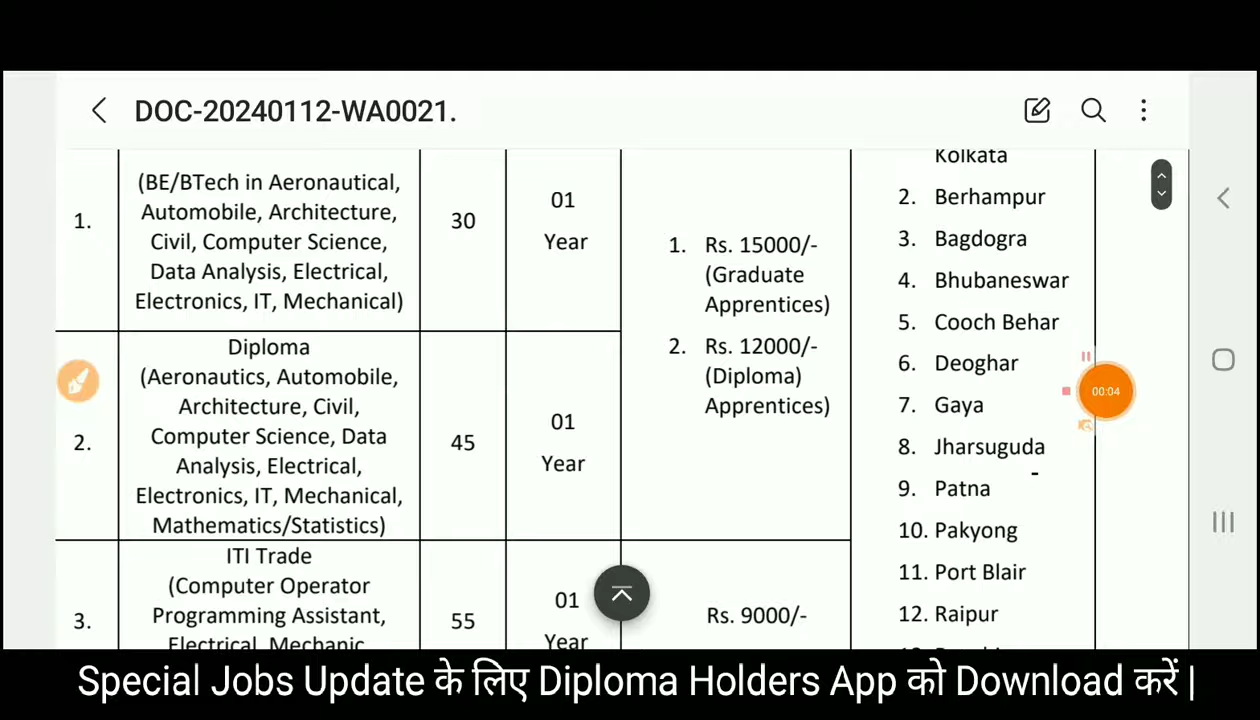 DOC-20240112-WA0021.
1.
(BE/BTech in Aeronautical,
Automobile, Architecture,
Civil, Computer Science,
Data Analysis, Electrical,
Electronics, IT, Mechanical)
30
01
Year
2.
Diploma
(Aeronautics, Automobile,
Architecture, Civil,
Computer Science, Data
Analysis, Electrical,
Electronics, IT, Mechanical,
Mathematics/Statistics)
45
01
Year
3.
ITI Trade
(Computer Operator
Programming Assistant,
Electrical, Mechanic
55
01
Year
1. Rs. 15000/-
(Graduate
Apprentices)
2. Rs. 12000/-
(Diploma)
Apprentices)
Rs. 9000/-
Kolkata
2. Berhampur
3. Bagdogra
4. Bhubaneswar
5. Cooch Behar
6. Deoghar
7. Gaya
8. Jharsuguda
-
9. Patna
10. Pakyong
11. Port Blair
12. Raipur
00:04
Special Jobs Update के लिए Diploma Holders App को Download करें |